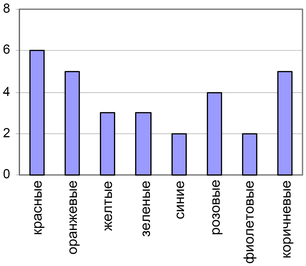 8
6
4
2
0
красные
оранжевые
желтые
зеленые
синие
розовые
фиолетовые
коричневые